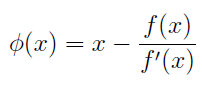 ϕ(x) = x − f(x)/f′(x)